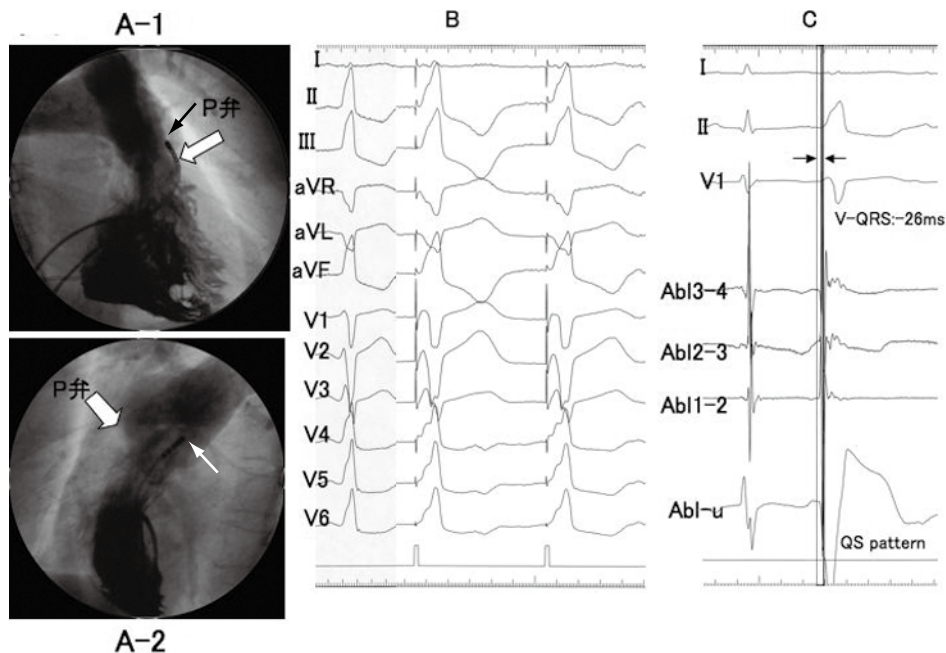 A-1
P弁
P弁
A-2
B
I
II
III
aVR
aVL
aVF
V1
V2
V3
V4
V5
V6
C
I
II
V1
V-QRS:-26ms
Abl3-4
Abl2-3
Abl1-2
Abl-u
QS pattern